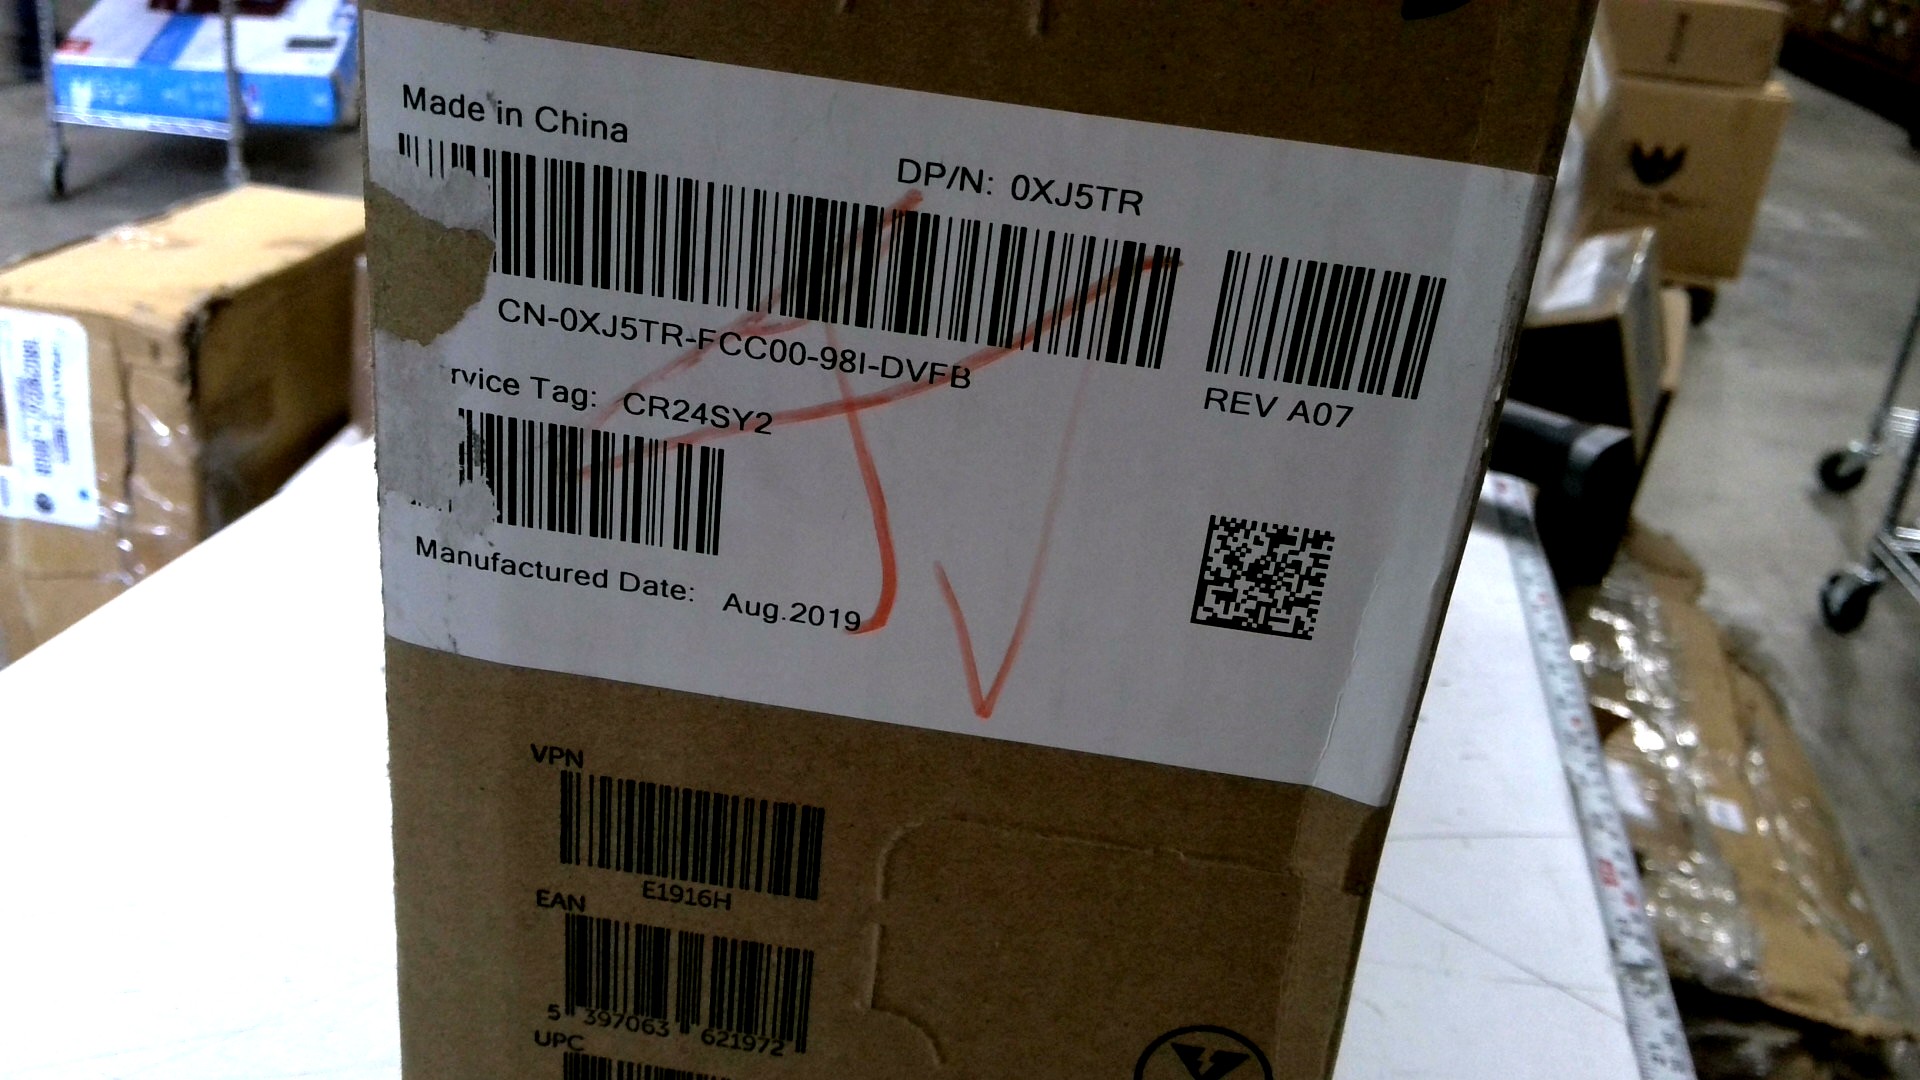 Made in China
DP/N: 0XJ5TR
CN-0XJ5TR-FCC00-98I-DVFB
REV A07
rvice Tag: CR24SY2
Manufactured Date: Aug.2019
VPN
E1916H
EAN
5 397063 621972
UPC